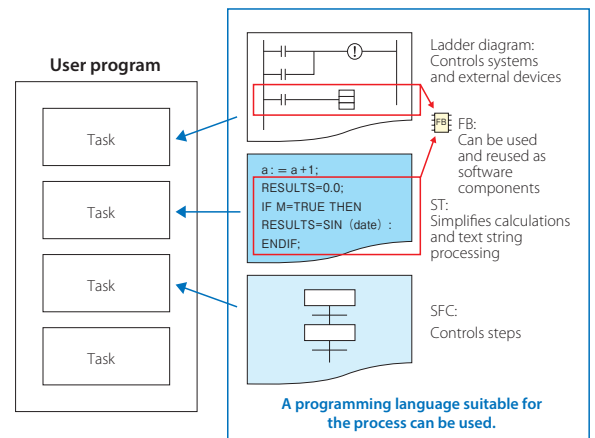 User program
Task
Task
Task
Task
Ladder diagram:
Controls systems
and external devices
FB
FB:
Can be used
and reused as
software
components
a : = a +1;
RESULTS=0.0;
IF M=TRUE THEN
RESULTS=SIN (date) :
ENDIF;
ST:
Simplifies calculations
and text string
processing
SFC:
Controls steps
A programming language suitable for
the process can be used.